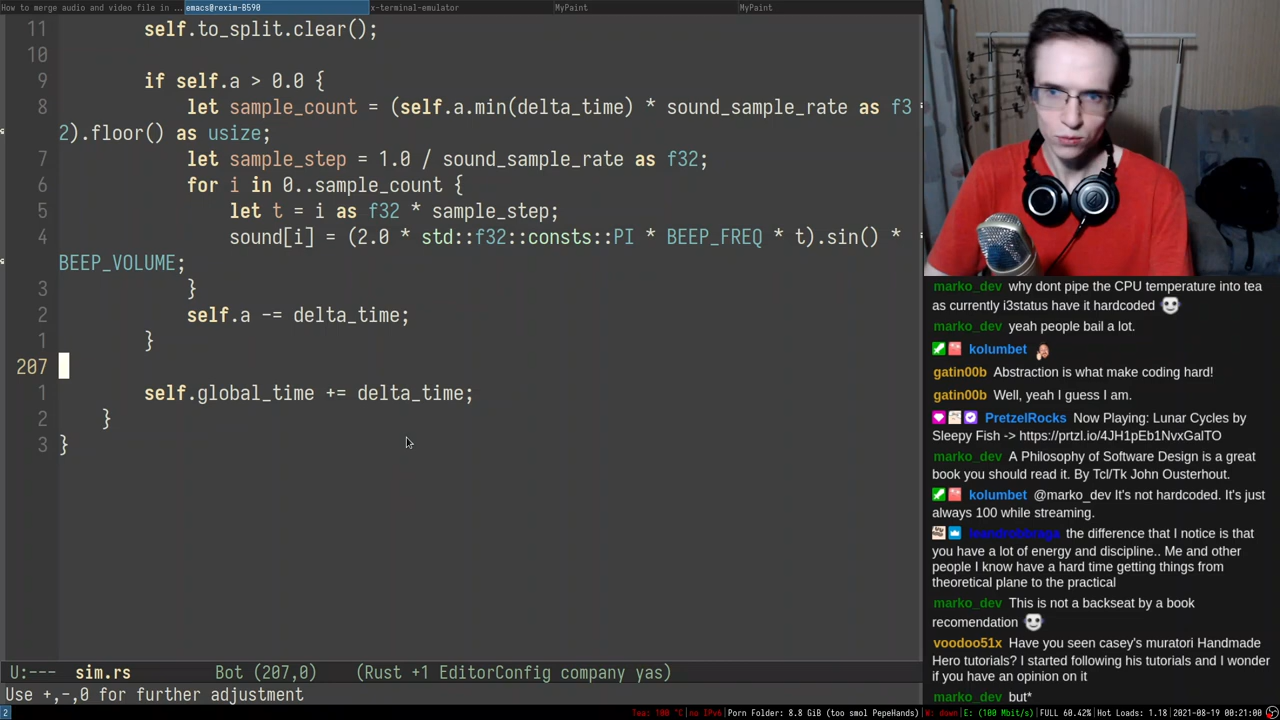 How to merge audio and video file in ...
emacs@rexim-B590
x-terminal-emulator
MyPaint
MyPaint
11 self.to_split.clear();
10
9 if self.a > 0.0 {
8 let sample_count = (self.a.min(delta_time) * sound_sample_rate as f3
2).floor() as usize;
7 let sample_step = 1.0 / sound_sample_rate as f32;
6 for i in 0..sample_count {
5 let t = i as f32 * sample_step;
4 sound[i] = (2.0 * std::f32::consts::PI * BEEP_FREQ * t).sin() *
BEEP_VOLUME;
3 }
2 self.a -= delta_time;
1 }
207
1 self.global_time += delta_time;
2 }
3 }
U:--- sim.rs Bot (207,0) (Rust +1 EditorConfig company yas)
Use +,-,0 for further adjustment
marko_dev why dont pipe the CPU temperature into tea
as currently i3status have it hardcoded
marko_dev yeah people bail a lot.
kolumbet
gatin00b Abstraction is what make coding hard!
gatin00b Well, yeah I guess I am.
PretzelRocks Now Playing: Lunar Cycles by
Sleepy Fish -> https://prtzl.io/4JH1pEb1NvxGaITO
marko_dev A Philosophy of Software Design is a great
book you should read it. By Tcl/Tk John Ousterhout.
kolumbet @marko_dev It's not hardcoded. It's just
always 100 while streaming.
leandrobbraga the difference that I notice is that
you have a lot of energy and discipline.. Me and other
people I know have a hard time getting things from
theoretical plane to the practical
marko_dev This is not a backseat by a book
recomendation
voodoo51x Have you seen casey's muratori Handmade
Hero tutorials? I started following his tutorials and I wonder
if you have an opinion on it
marko_dev but*
2
Tea: 100 °C|no IPv6|Porn Folder: 8.8 GiB (too smol PepeHands)|W: down|E: (100 Mbit/s)|FULL 60.42%|Hot Loads: 1.18|2021-08-19 00:21:00